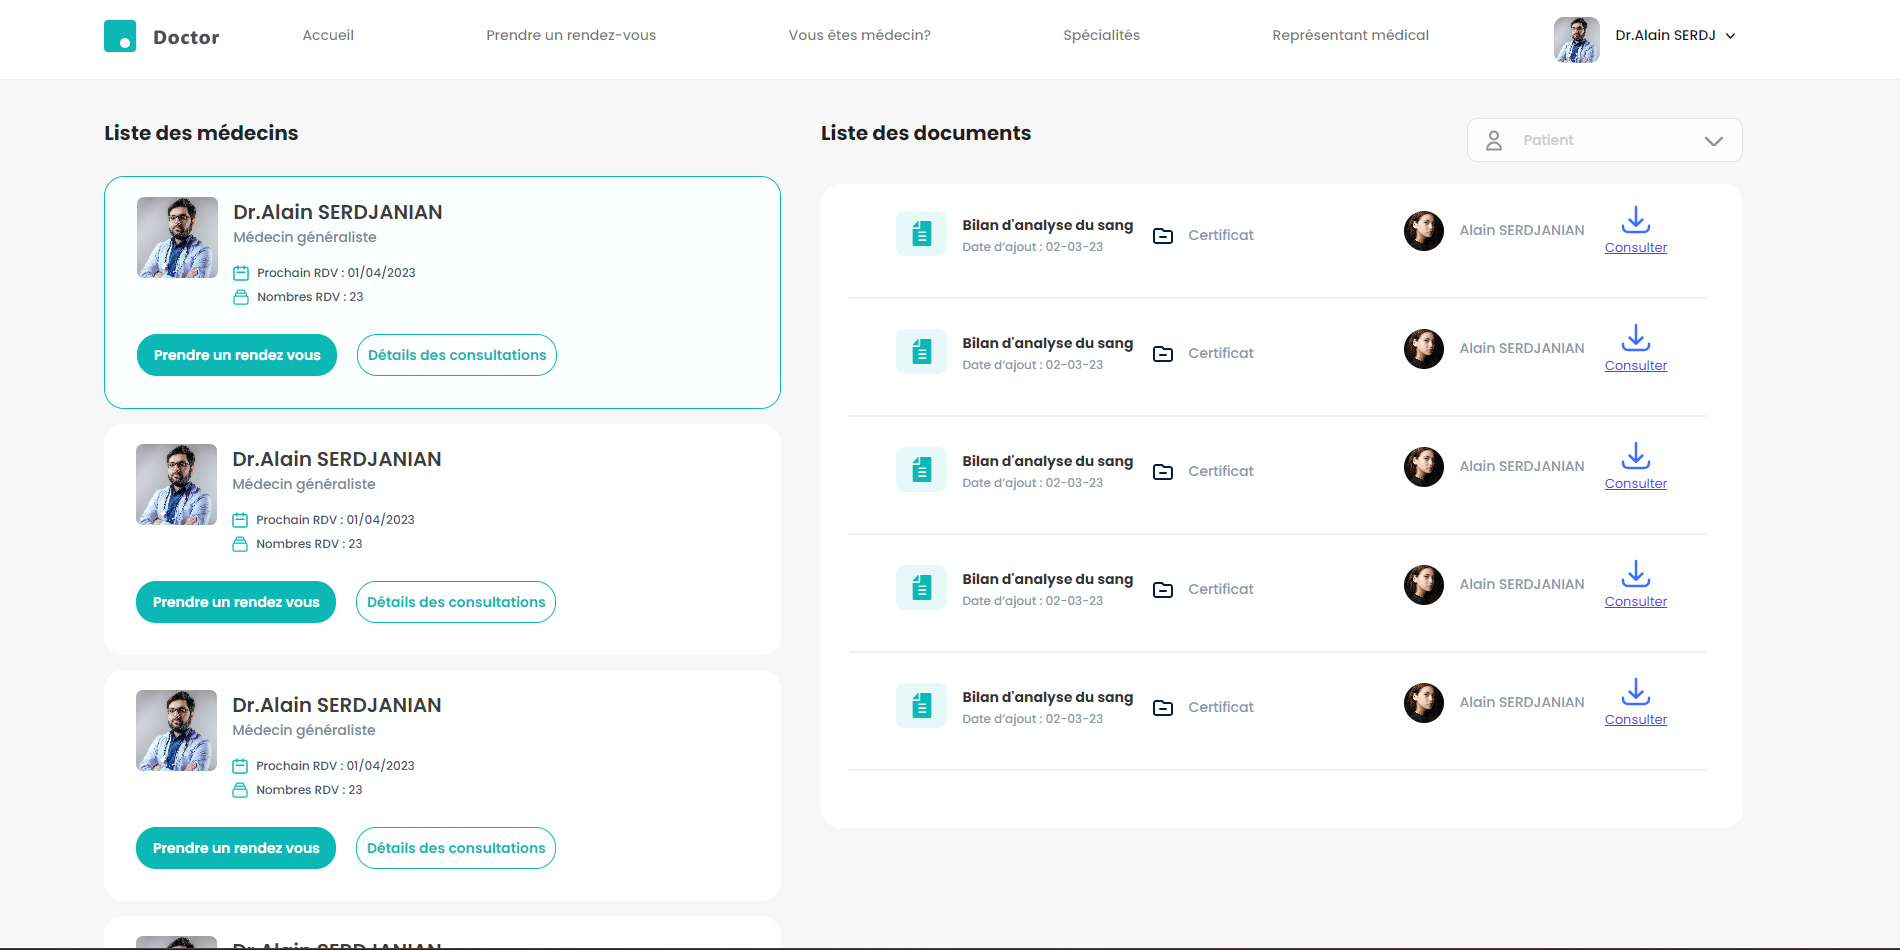 Doctor
Accueil
Prendre un rendez-vous
Vous êtes médecin?
Spécialités
Représentant médical
Dr.Alain SERDJ
Liste des médecins
Dr.Alain SERDJANIAN
Médecin généraliste
Prochain RDV : 01/04/2023
Nombres RDV : 23
Prendre un rendez vous
Détails des consultations
Dr.Alain SERDJANIAN
Médecin généraliste
Prochain RDV : 01/04/2023
Nombres RDV : 23
Prendre un rendez vous
Détails des consultations
Dr.Alain SERDJANIAN
Médecin généraliste
Prochain RDV : 01/04/2023
Nombres RDV : 23
Prendre un rendez vous
Détails des consultations
Dr.Alain SERDJANIAN
Liste des documents
Patient
Bilan d'analyse du sang
Date d'ajout : 02-03-23
Certificat
Alain SERDJANIAN
Consulter
Bilan d'analyse du sang
Date d'ajout : 02-03-23
Certificat
Alain SERDJANIAN
Consulter
Bilan d'analyse du sang
Date d'ajout : 02-03-23
Certificat
Alain SERDJANIAN
Consulter
Bilan d'analyse du sang
Date d'ajout : 02-03-23
Certificat
Alain SERDJANIAN
Consulter
Bilan d'analyse du sang
Date d'ajout : 02-03-23
Certificat
Alain SERDJANIAN
Consulter